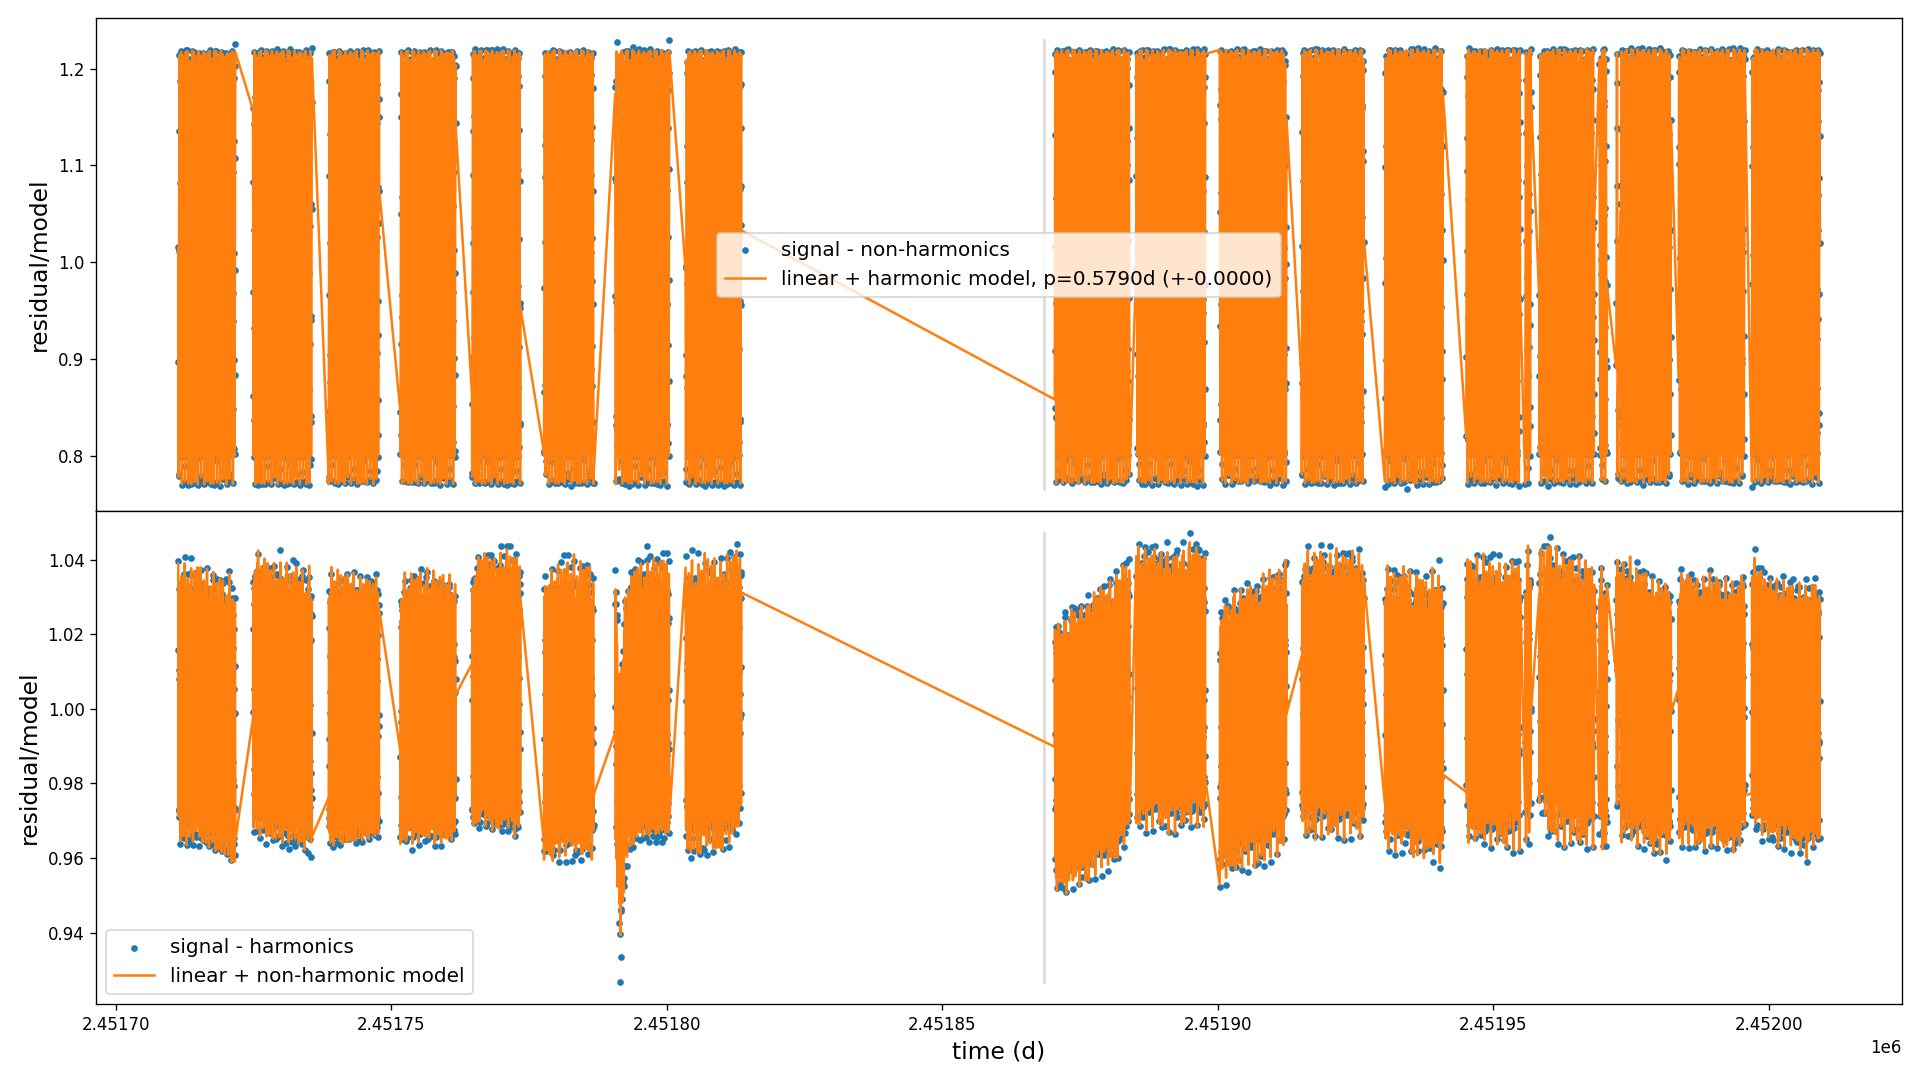 residual/model
1.2
1.1
1.0
0.9
0.8
signal - non-harmonics
linear + harmonic model, p=0.5790d (+-0.0000)
residual/model
1.04
1.02
1.00
0.98
0.96
0.94
signal - harmonics
linear + non-harmonic model
2.45170
2.45175
2.45180
2.45185
2.45190
2.45195
2.45200
time (d)
1e6